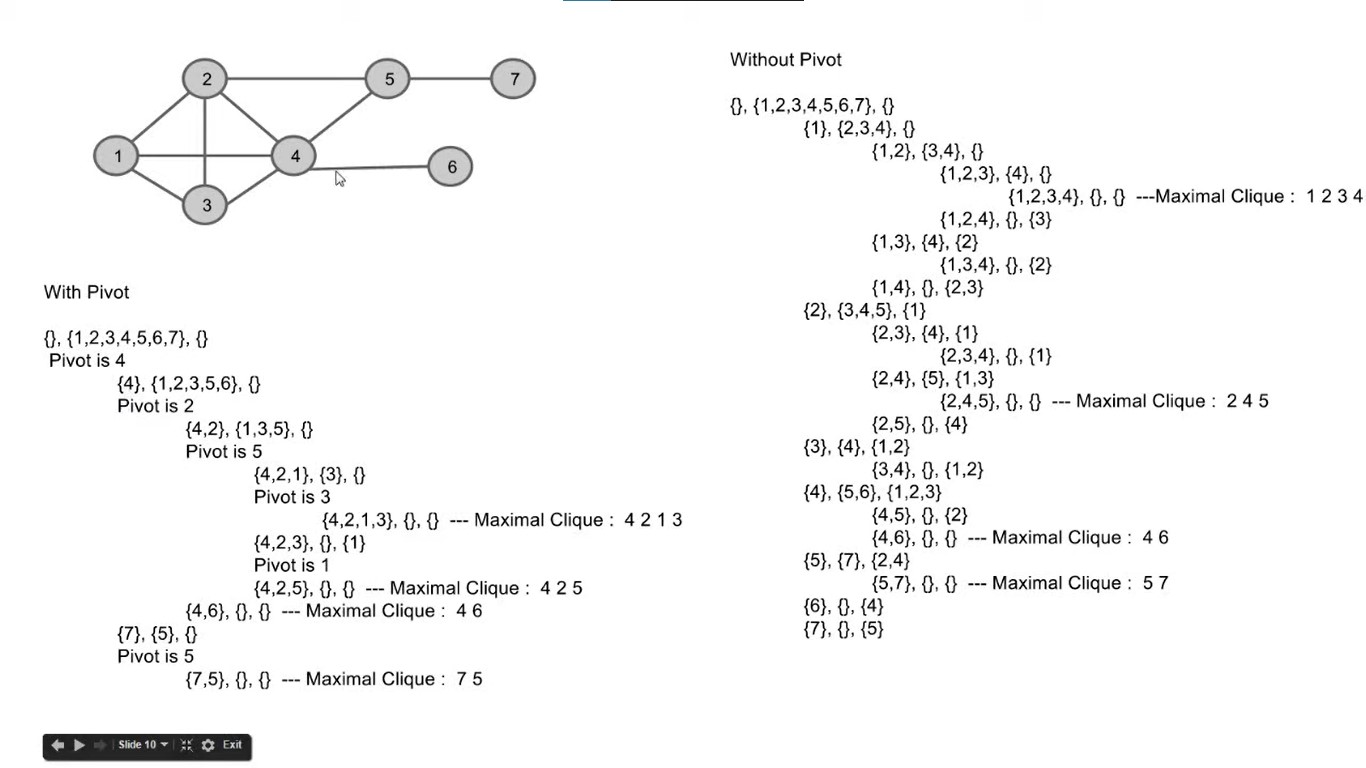 2
5
7
1
4
6
3
With Pivot
{}, {1,2,3,4,5,6,7}, {}
Pivot is 4
{4}, {1,2,3,5,6}, {}
Pivot is 2
{4,2}, {1,3,5}, {}
Pivot is 5
{4,2,1}, {3}, {}
Pivot is 3
{4,2,1,3}, {}, {} --- Maximal Clique : 4 2 1 3
{4,2,3}, {}, {1}
Pivot is 1
{4,2,5}, {}, {} --- Maximal Clique : 4 2 5
{4,6}, {}, {} --- Maximal Clique : 4 6
{7}, {5}, {}
Pivot is 5
{7,5}, {}, {} --- Maximal Clique : 7 5
Without Pivot
{}, {1,2,3,4,5,6,7}, {}
{1}, {2,3,4}, {}
{1,2}, {3,4}, {}
{1,2,3}, {4}, {}
{1,2,3,4}, {}, {} ---Maximal Clique : 1 2 3 4
{1,2,4}, {}, {3}
{1,3}, {4}, {2}
{1,3,4}, {}, {2}
{1,4}, {}, {2,3}
{2}, {3,4,5}, {1}
{2,3}, {4}, {1}
{2,3,4}, {}, {1}
{2,4}, {5}, {1,3}
{2,4,5}, {}, {} --- Maximal Clique : 2 4 5
{2,5}, {}, {4}
{3}, {4}, {1,2}
{3,4}, {}, {1,2}
{4}, {5,6}, {1,2,3}
{4,5}, {}, {2}
{4,6}, {}, {} --- Maximal Clique : 4 6
{5}, {7}, {2,4}
{5,7}, {}, {} --- Maximal Clique : 5 7
{6}, {}, {4}
{7}, {}, {5}
Slide 10 Exit